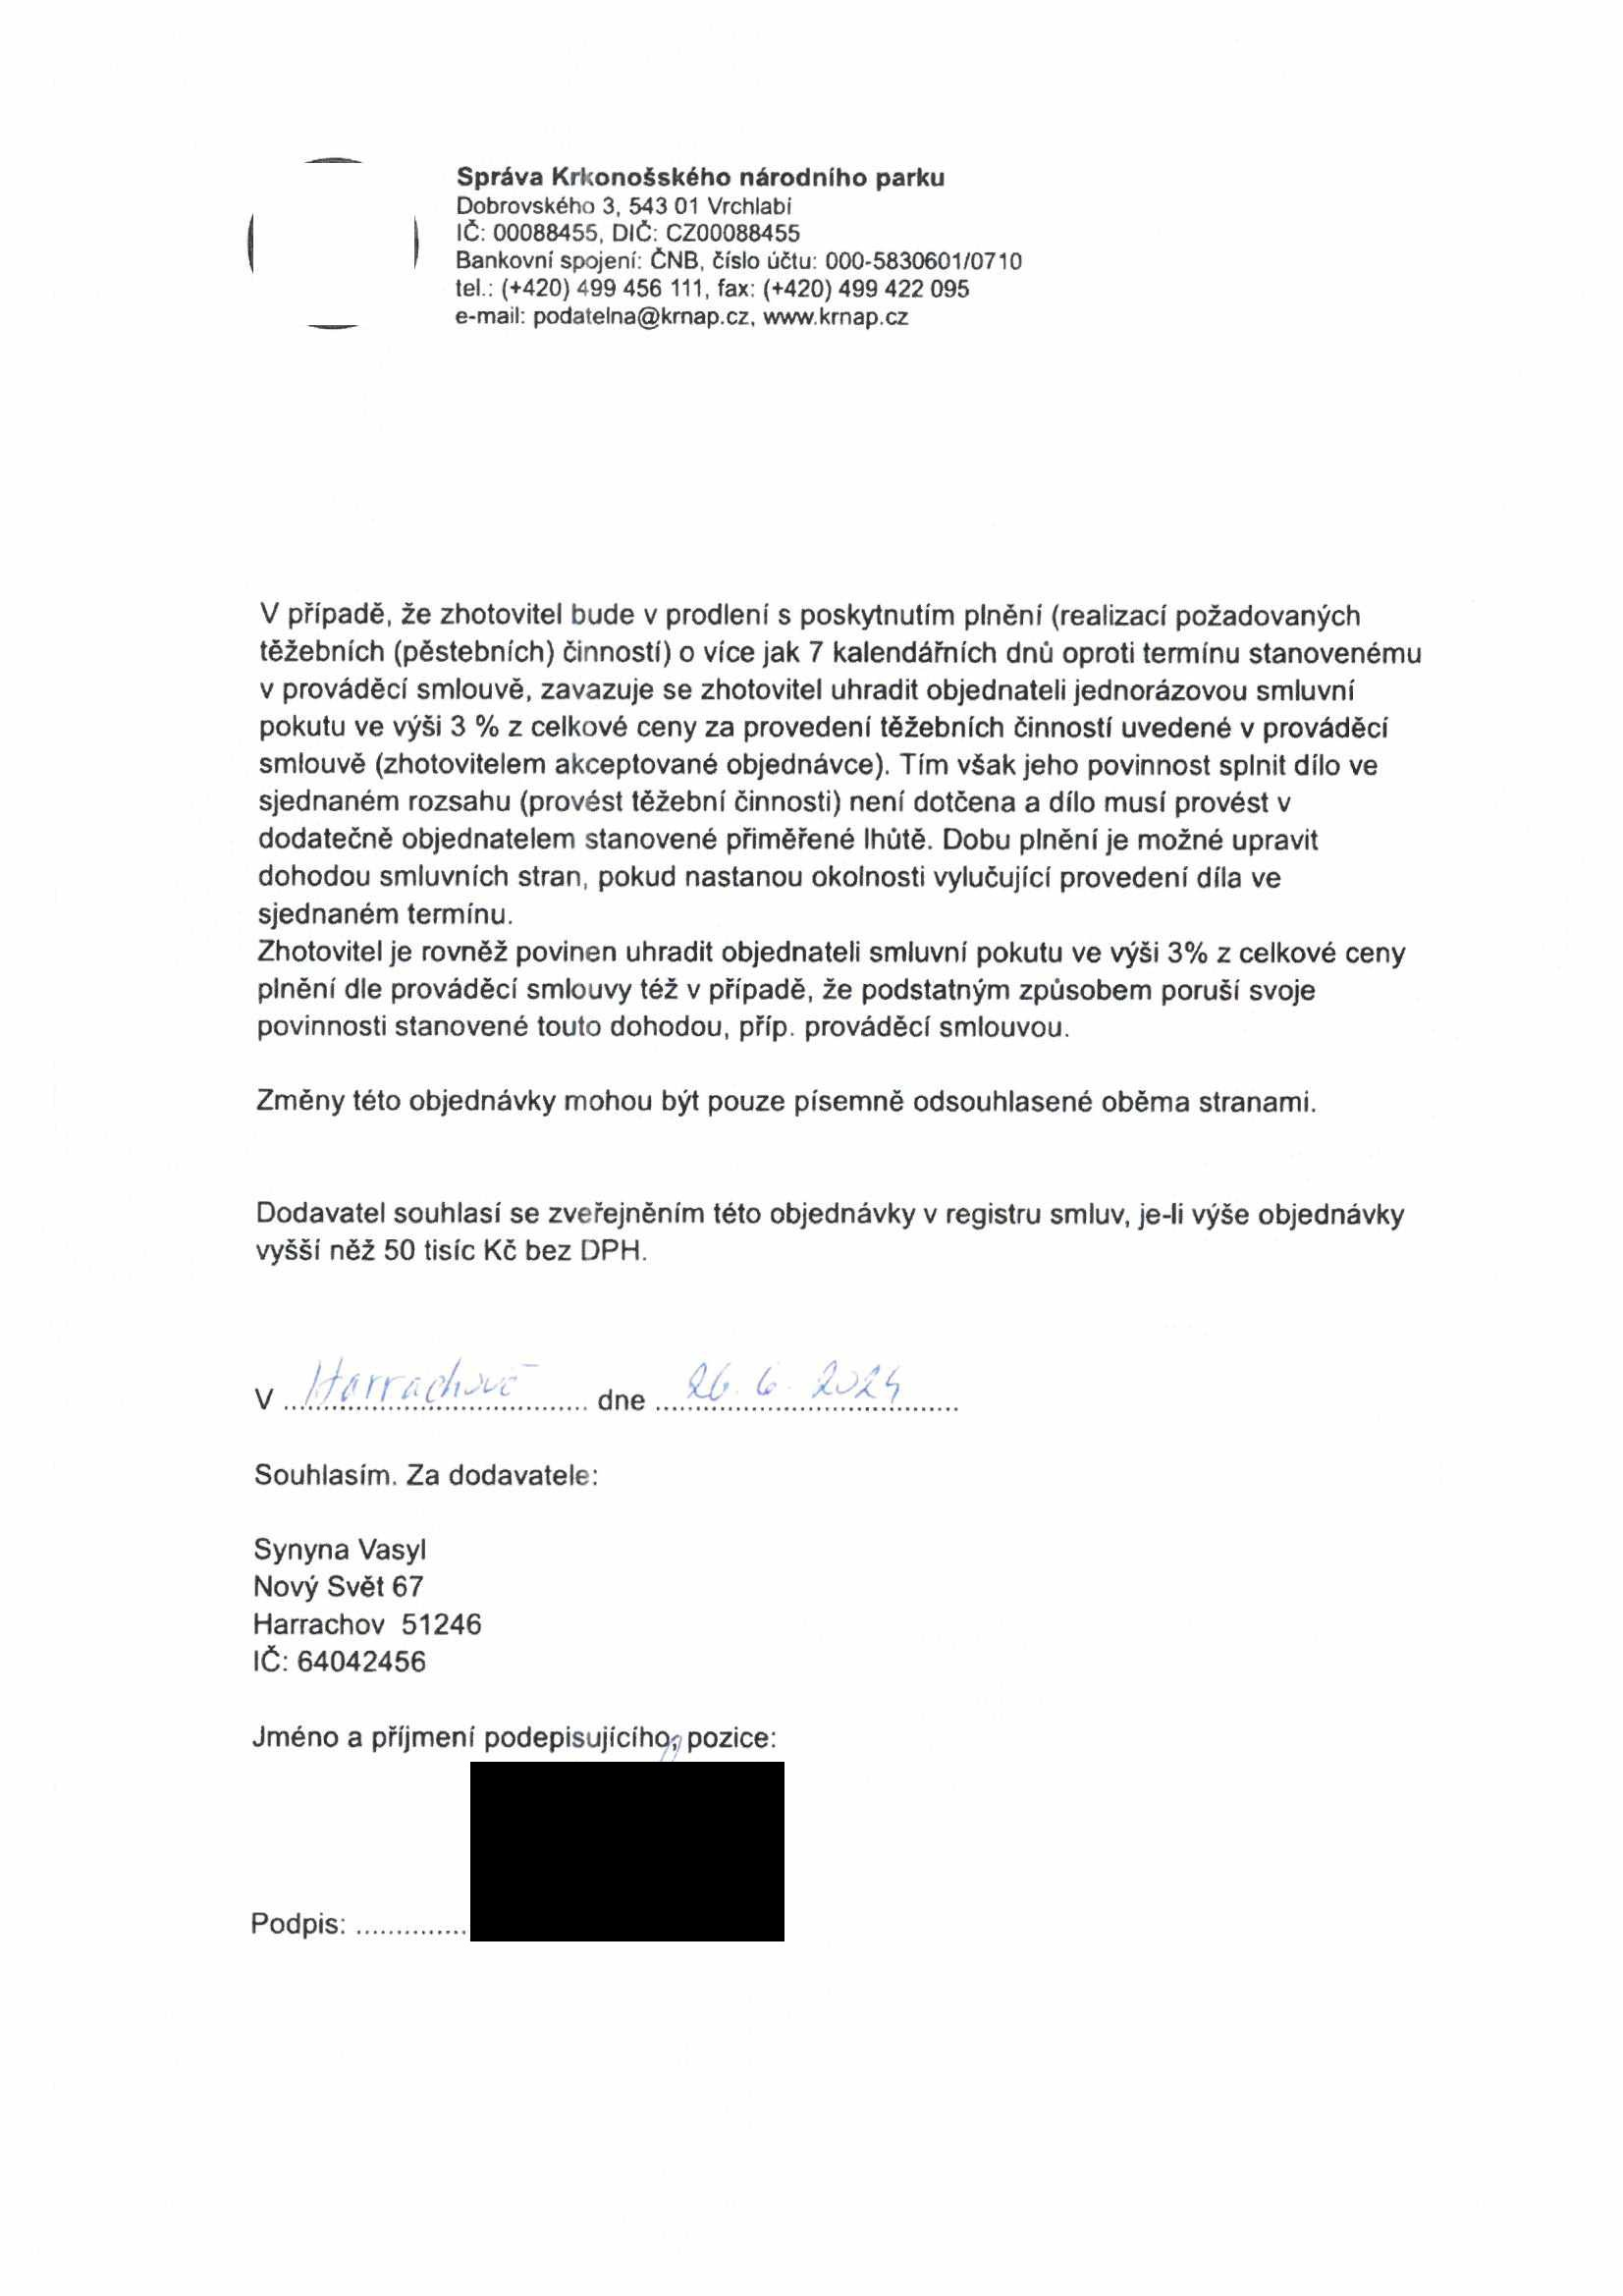 Správa Krkonošského národního parku
Dobrovského 3, 543 01 Vrchlabí
IČ: 00088455, DIČ: CZ00088455
Bankovní spojení: ČNB, číslo účtu: 000-5830601/0710
tel.: (+420) 499 456 111, fax: (+420) 499 422 095
e-mail: podatelna@krnap.cz, www.krnap.cz
V případě, že zhotovitel bude v prodlení s poskytnutím plnění (realizací požadovaných
těžebních (pěstebních) činností) o více jak 7 kalendářních dnů oproti termínu stanovenému
v prováděcí smlouvě, zavazuje se zhotovitel uhradit objednateli jednorázovou smluvní
pokutu ve výši 3 % z celkové ceny za provedení těžebních činností uvedené v prováděcí
smlouvě (zhotovitelem akceptované objednávce). Tím však jeho povinnost splnit dílo ve
sjednaném rozsahu (provést těžební činnosti) není dotčena a dílo musí provést v
dodatečně objednatelem stanovené přiměřené lhůtě. Dobu plnění je možné upravit
dohodou smluvních stran, pokud nastanou okolnosti vylučující provedení díla ve
sjednaném termínu.
Zhotovitel je rovněž povinen uhradit objednateli smluvní pokutu ve výši 3% z celkové ceny
plnění dle prováděcí smlouvy též v případě, že podstatným způsobem poruší svoje
povinnosti stanovené touto dohodou, příp. prováděcí smlouvou.
Změny této objednávky mohou být pouze písemně odsouhlasené oběma stranami.
Dodavatel souhlasí se zveřejněním této objednávky v registru smluv, je-li výše objednávky
vyšší něž 50 tisíc Kč bez DPH.
V Harrachově dne 26. 6. 2024
Souhlasím. Za dodavatele:
Synyna Vasyl
Nový Svět 67
Harrachov 51246
IČ: 64042456
Jméno a příjmení podepisujícího, pozice:
Podpis: ..............